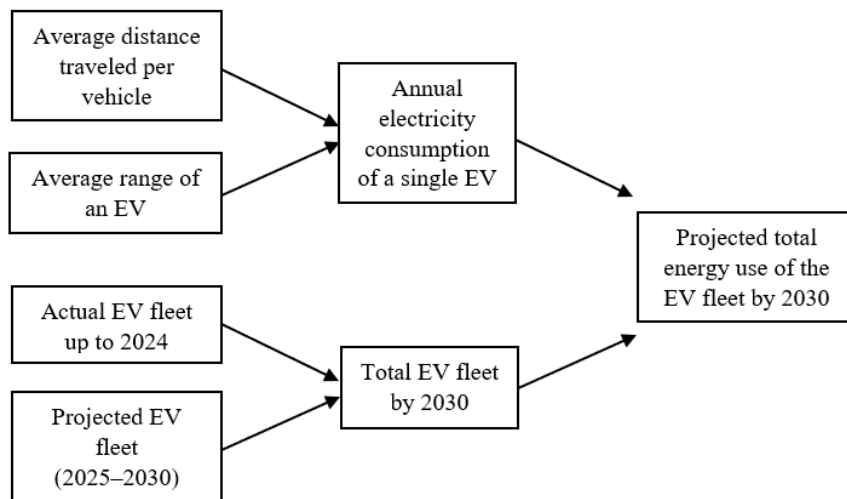 Average distance
traveled per
vehicle
Average range of
an EV
Annual
electricity
consumption
of a single EV
Actual EV fleet
up to 2024
Projected EV
fleet
(2025–2030)
Total EV fleet
by 2030
Projected total
energy use of the
EV fleet by 2030